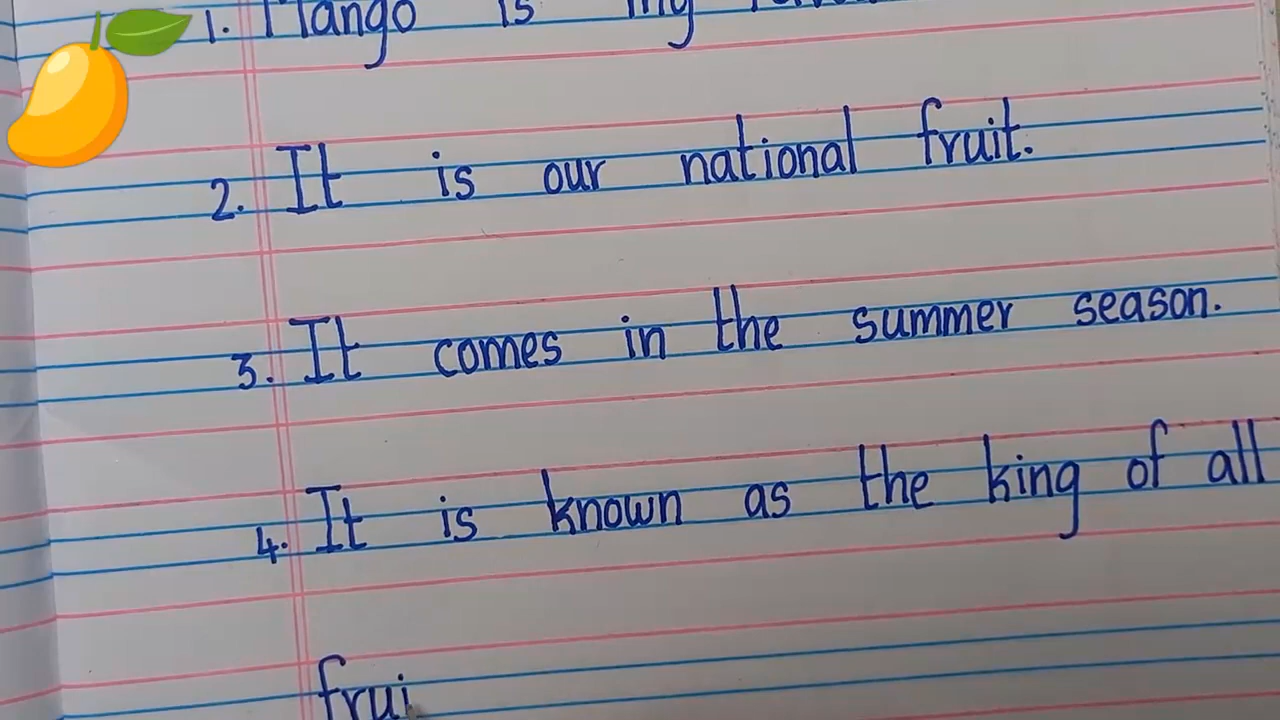 1. Mango is my
2. It is our national fruit.
3. It comes in the summer season.
4. It is known as the king of all
frui